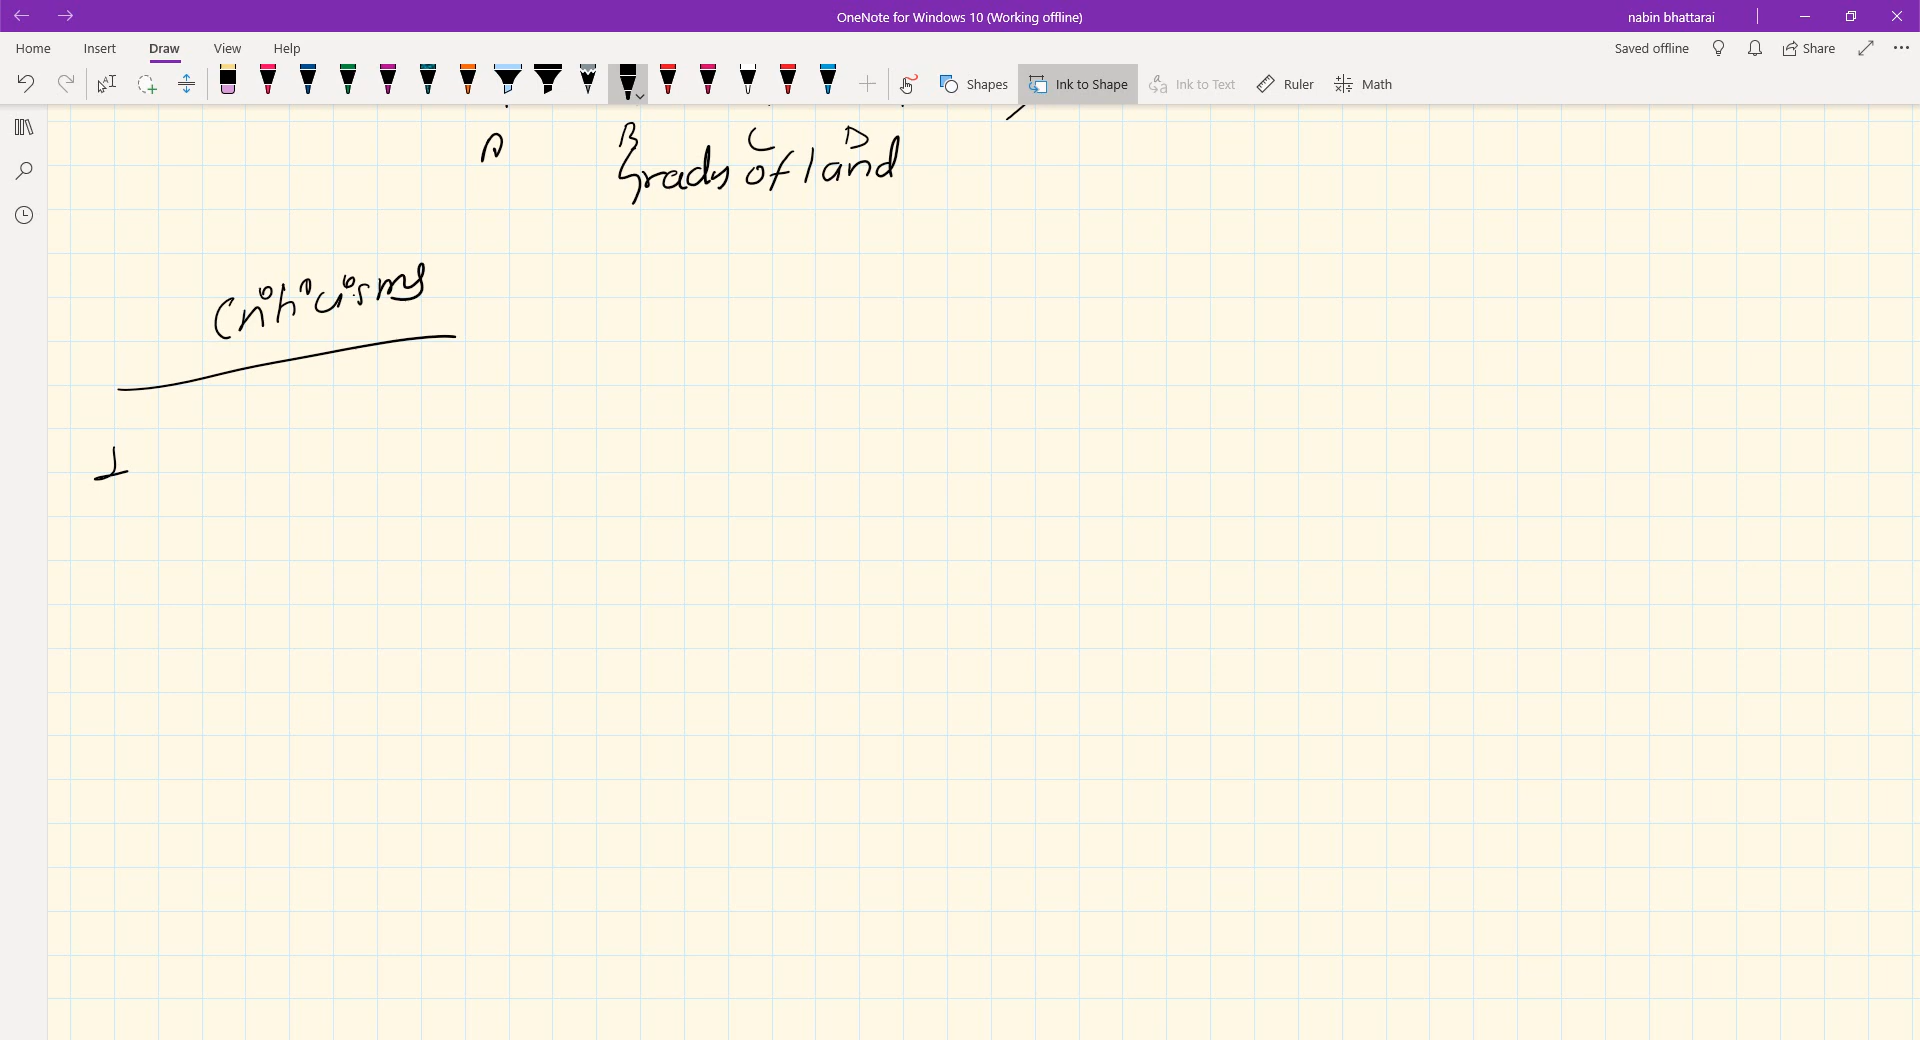 OneNote for Windows 10 (Working offline)
nabin bhattarai
Home Insert Draw View Help
Saved offline
Share
Shapes
Ink to Shape
Ink to Text
Ruler
Math
A B C D
Grades of land
Criticisms
1